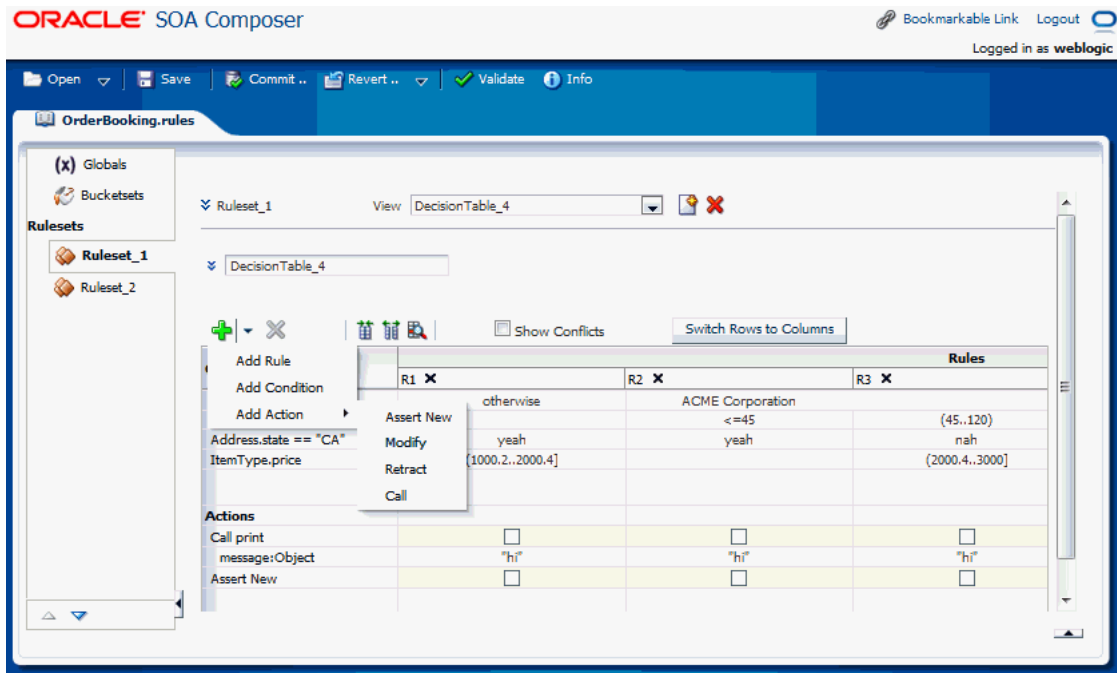 ORACLE SOA Composer
Bookmarkable Link Logout
Logged in as weblogic
Open Save Commit .. Revert .. Validate Info
OrderBooking.rules
(x) Globals
Bucketsets
Rulesets
Ruleset_1
Ruleset_2
Ruleset_1 View DecisionTable_4
DecisionTable_4
Show Conflicts Switch Rows to Columns
Add Rule
Add Condition
Add Action
Assert New
Modify
Retract
Call
Rules
R1 R2 R3
otherwise ACME Corporation
<=45 (45..120)
Address.state == "CA" yeah yeah nah
ItemType.price (1000.2..2000.4] (2000.4..3000]
Actions
Call print
message:Object "hi" "hi" "hi"
Assert New